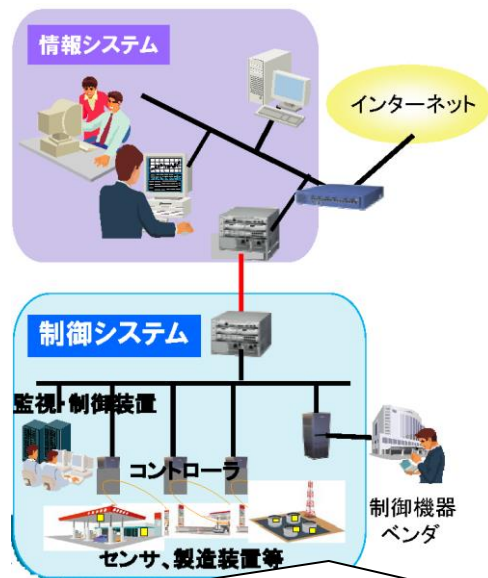 情報システム
インターネット
制御システム
監視・制御装置
コントローラ
制御機器
ベンダ
センサ、製造装置等